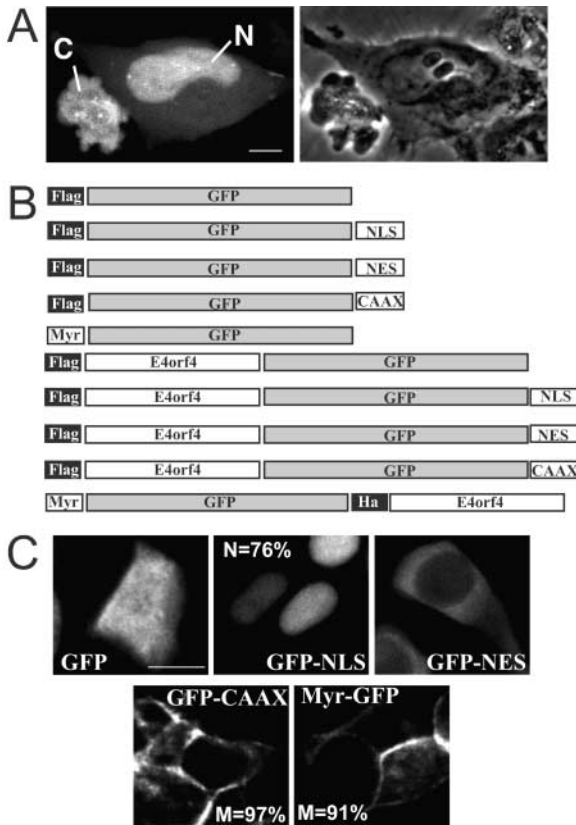 A
C
N
B
Flag GFP
Flag GFP NLS
Flag GFP NES
Flag GFP CAAX
Myr GFP
Flag E4orf4 GFP
Flag E4orf4 GFP NLS
Flag E4orf4 GFP NES
Flag E4orf4 GFP CAAX
Myr GFP Ha E4orf4
C
GFP
N=76%
GFP-NLS
GFP-NES
GFP-CAAX
M=97%
Myr-GFP
M=91%